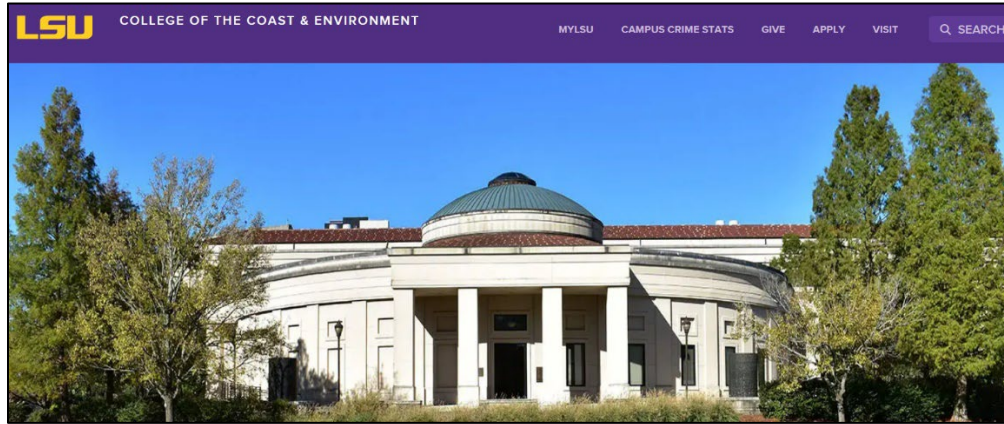 LSU
COLLEGE OF THE COAST & ENVIRONMENT
MYLSU CAMPUS CRIME STATS GIVE APPLY VISIT SEARCH